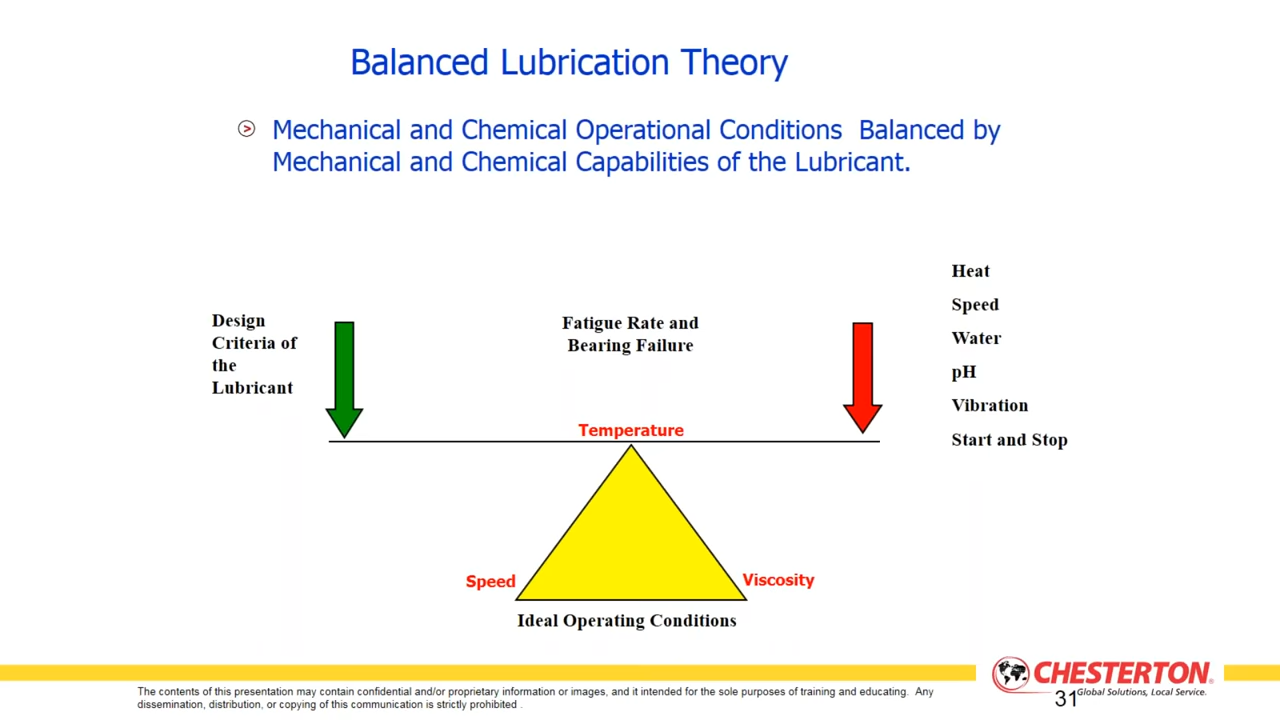 Balanced Lubrication Theory
Mechanical and Chemical Operational Conditions  Balanced by
Mechanical and Chemical Capabilities of the Lubricant.
Design
Criteria of
the
Lubricant
Fatigue Rate and
Bearing Failure
Heat
Speed
Water
pH
Vibration
Start and Stop
Temperature
Speed
Viscosity
Ideal Operating Conditions
The contents of this presentation may contain confidential and/or proprietary information or images, and it intended for the sole purposes of training and educating.  Any
dissemination, distribution, or copying of this communication is strictly prohibited .
CHESTERTON®
Global Solutions, Local Service.
31